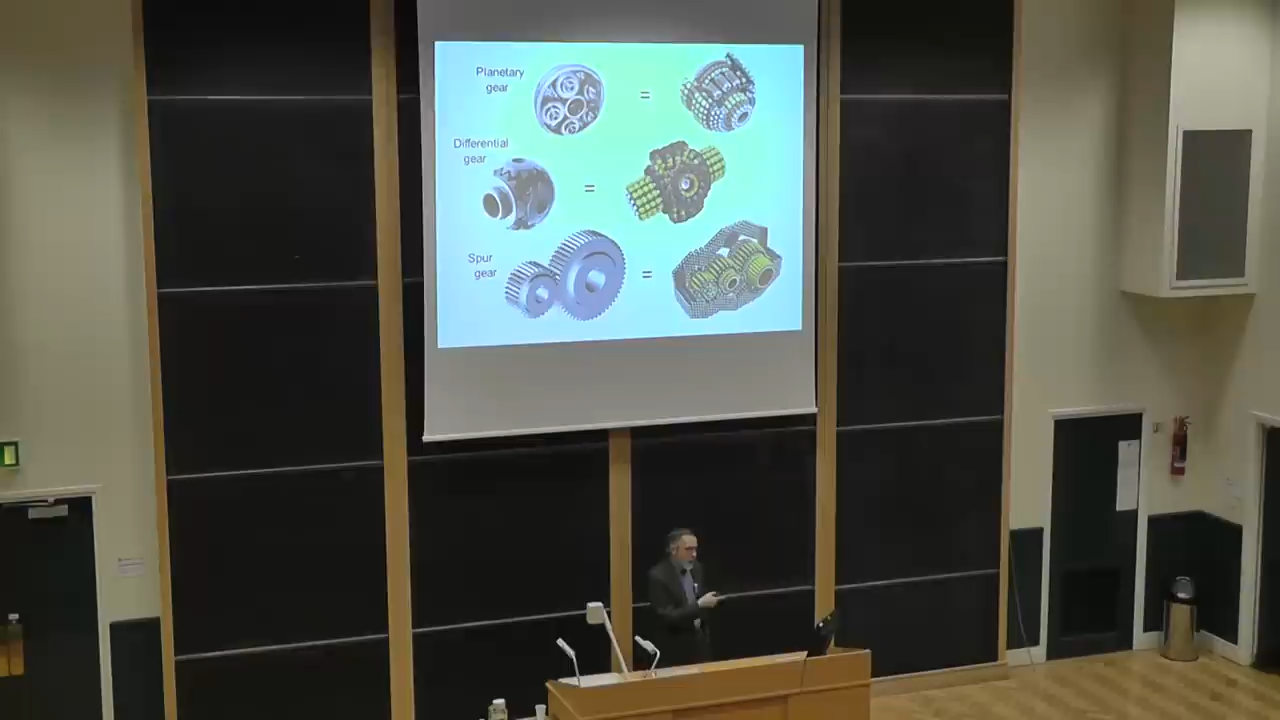 Planetary
gear
=
Differential
gear
=
Spur
gear
=